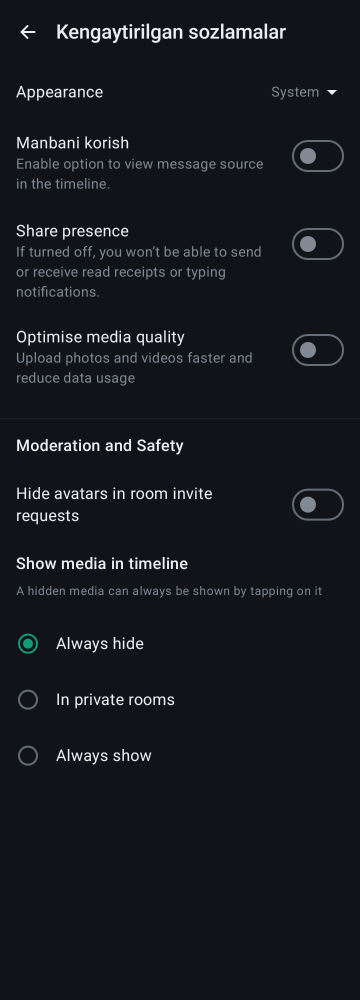 Kengaytirilgan sozlamalar
Appearance
System
Manbani korish
Enable option to view message source
in the timeline.
Share presence
If turned off, you won’t be able to send
or receive read receipts or typing
notifications.
Optimise media quality
Upload photos and videos faster and
reduce data usage
Moderation and Safety
Hide avatars in room invite
requests
Show media in timeline
A hidden media can always be shown by tapping on it
Always hide
In private rooms
Always show